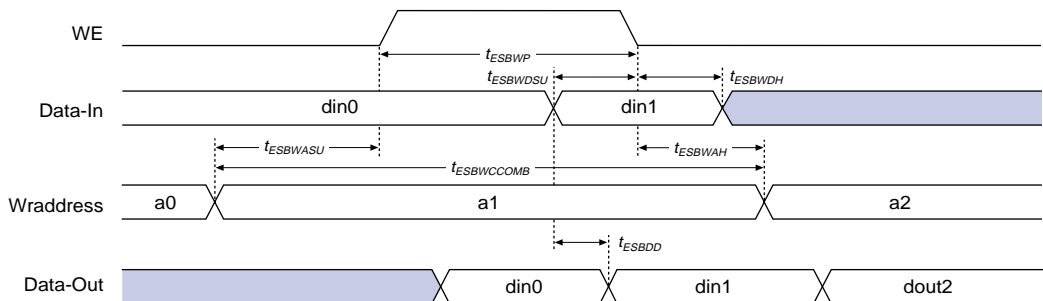 WE
tESBWP
tESBWDSU
tESBWDH
Data-In
din0
din1
tESBWASU
tESBWAH
tESBWCCOMB
Wraddress
a0
a1
a2
tESBDD
Data-Out
din0
din1
dout2